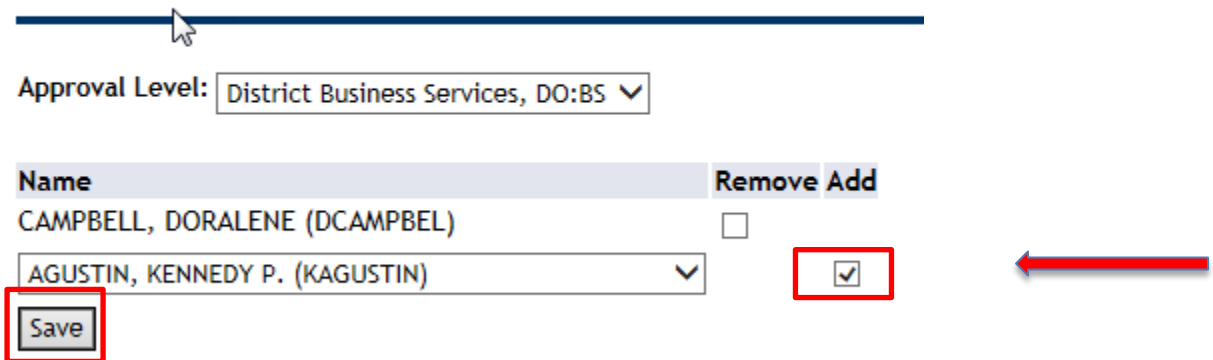 Approval Level: District Business Services, DO:BS
Name Remove Add
CAMPBELL, DORALENE (DCAMPBEL)
AGUSTIN, KENNEDY P. (KAGUSTIN)
Save